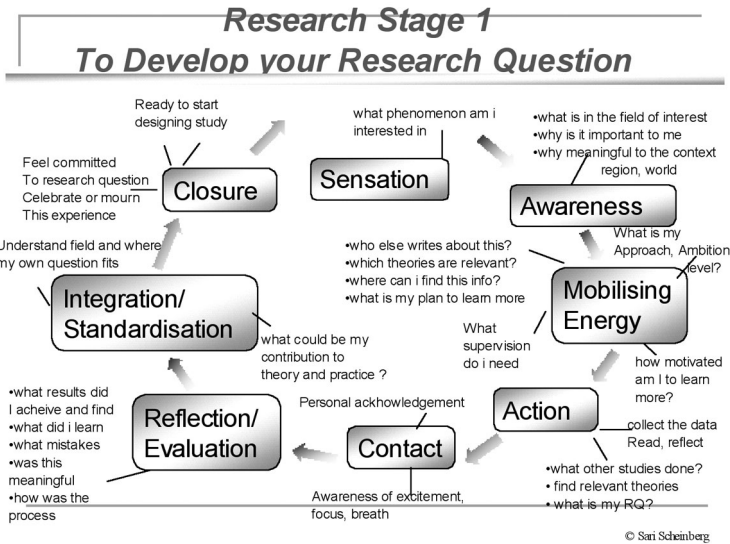 Research Stage 1
To Develop your Research Question
Ready to start
designing study
what phenomenon am i
interested in
•what is in the field of interest
•why is it important to me
•why meaningful to the context
region, world
Feel committed
To research question
Celebrate or mourn
This experience
Closure
Sensation
Awareness
What is my
Approach, Ambition
level?
Understand field and where
my own question fits
•who else writes about this?
•which theories are relevant?
•where can i find this info?
•what is my plan to learn more
Mobilising
Energy
Integration/
Standardisation
What
supervision
do i need
what could be my
contribution to
theory and practice ?
how motivated
am I to learn
more?
•what results did
I acheive and find
•what did i learn
•what mistakes
•was this
meaningful
•how was the
process
Reflection/
Evaluation
Personal ackhowledgement
Contact
Action
collect the data
Read, reflect
Awareness of excitement,
focus, breath
•what other studies done?
• find relevant theories
• what is my RQ?
© Sari Scheinberg